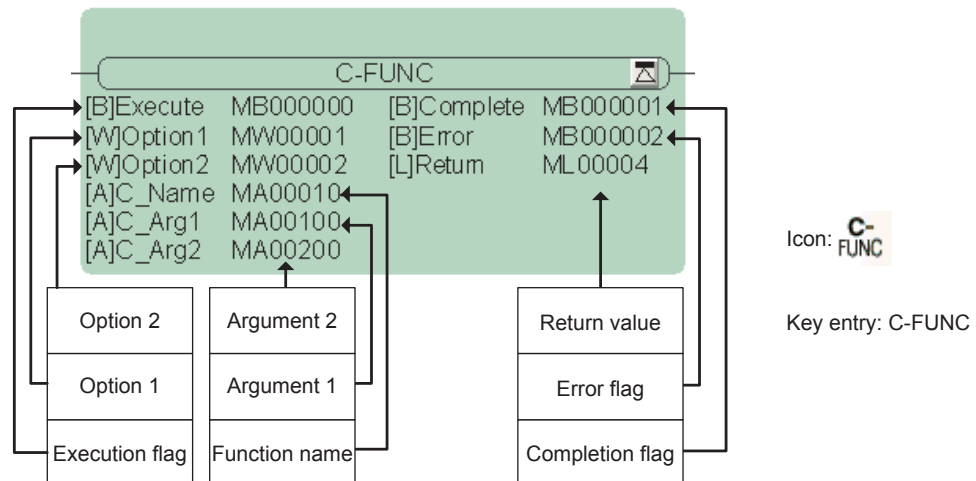 C-FUNC
[B]Execute MB000000 [B]Complete MB000001
[W]Option1 MW00001 [B]Error MB000002
[W]Option2 MW00002 [L]Return ML00004
[A]C_Name MA00010
[A]C_Arg1 MA00100
[A]C_Arg2 MA00200
Icon: C-FUNC
Key entry: C-FUNC
Option 2 Argument 2 Return value
Option 1 Argument 1 Error flag
Execution flag Function name Completion flag